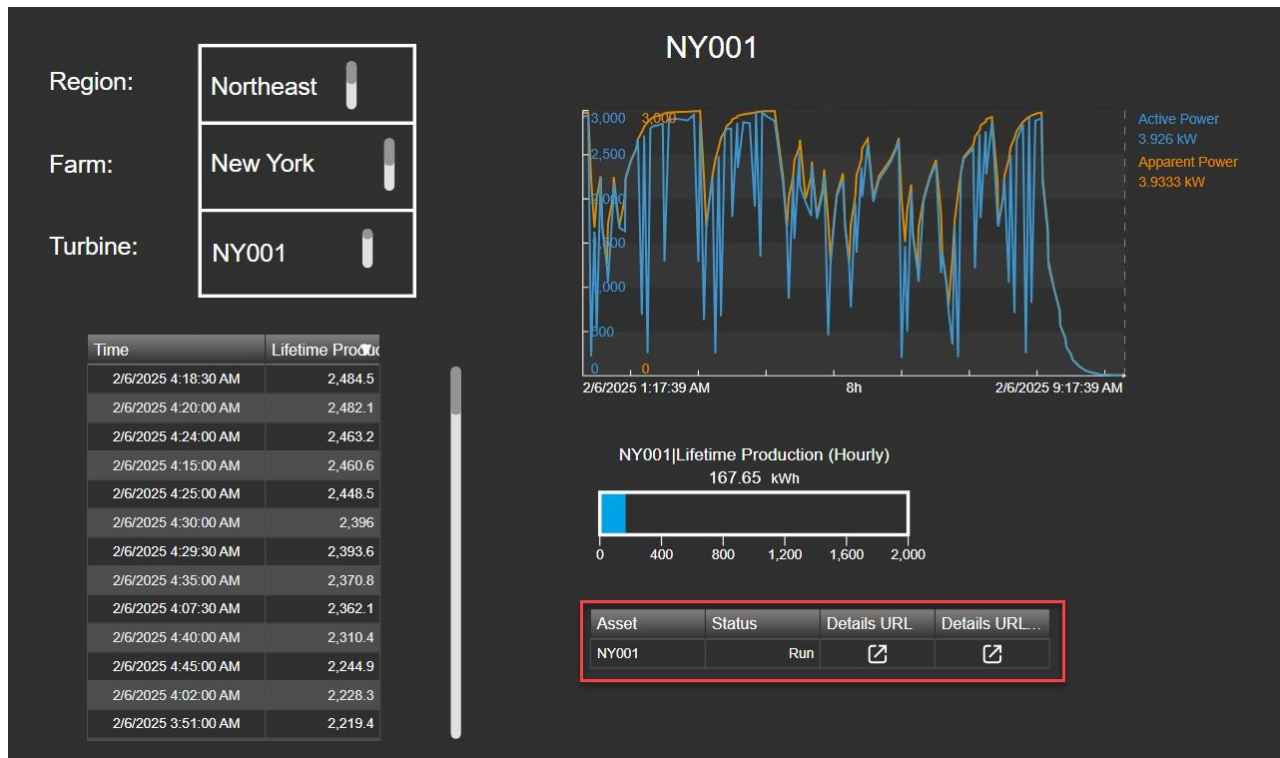 NY001
Region:
Northeast
Farm:
New York
Turbine:
NY001
Time Lifetime Produc
2/6/2025 4:18:30 AM 2,484.5
2/6/2025 4:20:00 AM 2,482.1
2/6/2025 4:24:00 AM 2,463.2
2/6/2025 4:15:00 AM 2,460.6
2/6/2025 4:25:00 AM 2,448.5
2/6/2025 4:30:00 AM 2,396
2/6/2025 4:29:30 AM 2,393.6
2/6/2025 4:35:00 AM 2,370.8
2/6/2025 4:07:30 AM 2,362.1
2/6/2025 4:40:00 AM 2,310.4
2/6/2025 4:45:00 AM 2,244.9
2/6/2025 4:02:00 AM 2,228.3
2/6/2025 3:51:00 AM 2,219.4
3,000 3,000
2,500
2,000
1,500
1,000
500
0 0
2/6/2025 1:17:39 AM 8h 2/6/2025 9:17:39 AM
Active Power
3.926 kW
Apparent Power
3.9333 kW
NY001|Lifetime Production (Hourly)
167.65 kWh
0 400 800 1,200 1,600 2,000
Asset Status Details URL Details URL...
NY001 Run